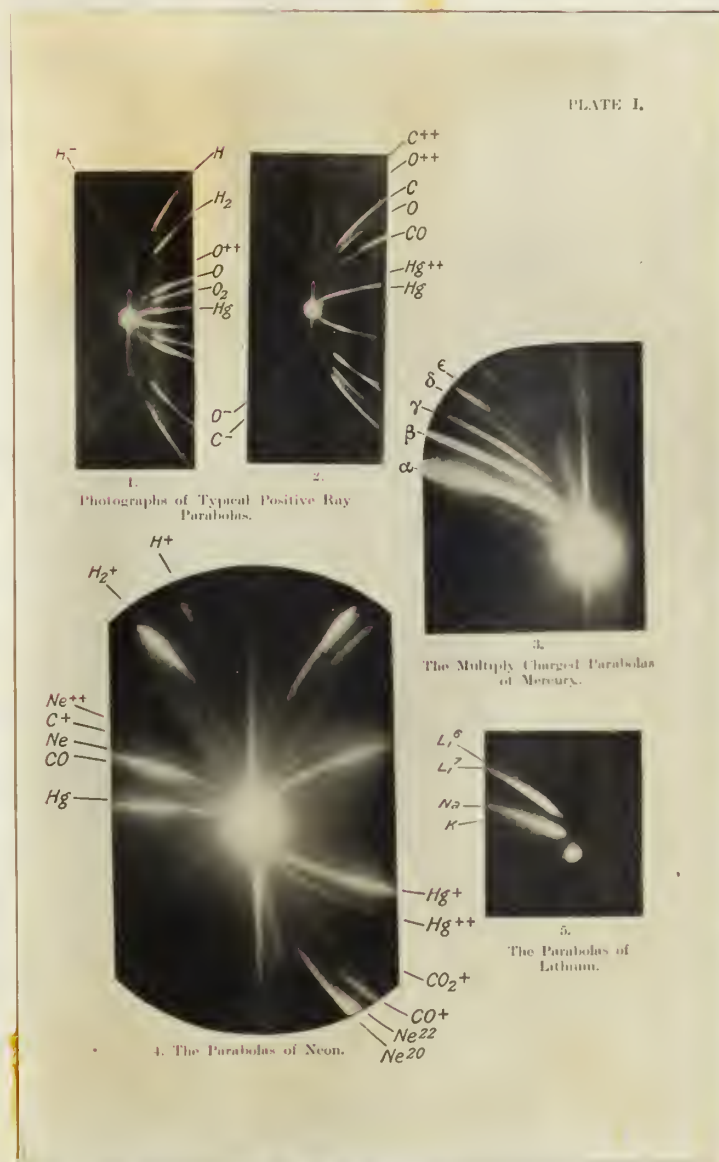 PLATE I.
H-
H
H2
O++
O
O2
Hg
C++
O++
C
O
CO
Hg++
Hg
O-
C-
1.
2.
Photographs of Typical Positive Ray
Parabolas.
ϵ
δ
γ
β
α
3.
The Multiply Charged Parabolas
of Mercury.
H+
H2+
Ne++
C+
Ne
CO
Hg
Hg+
Hg++
CO2+
CO+
Ne22
Ne20
4. The Parabolas of Neon.
Li6
Li7
Na
K
5.
The Parabolas of
Lithium.